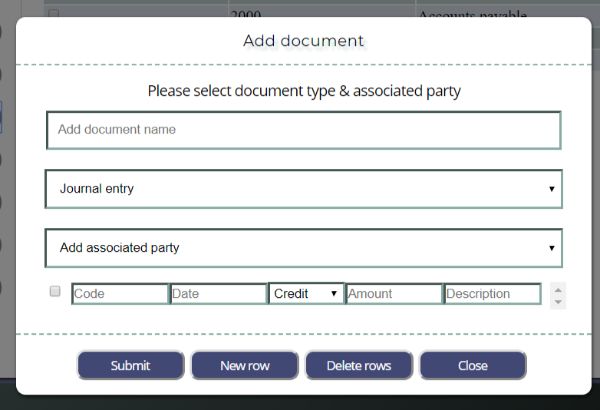 2000 Accounts payable
Add document
Please select document type & associated party
Add document name
Journal entry
Add associated party
Code Date Credit Amount Description
Submit New row Delete rows Close